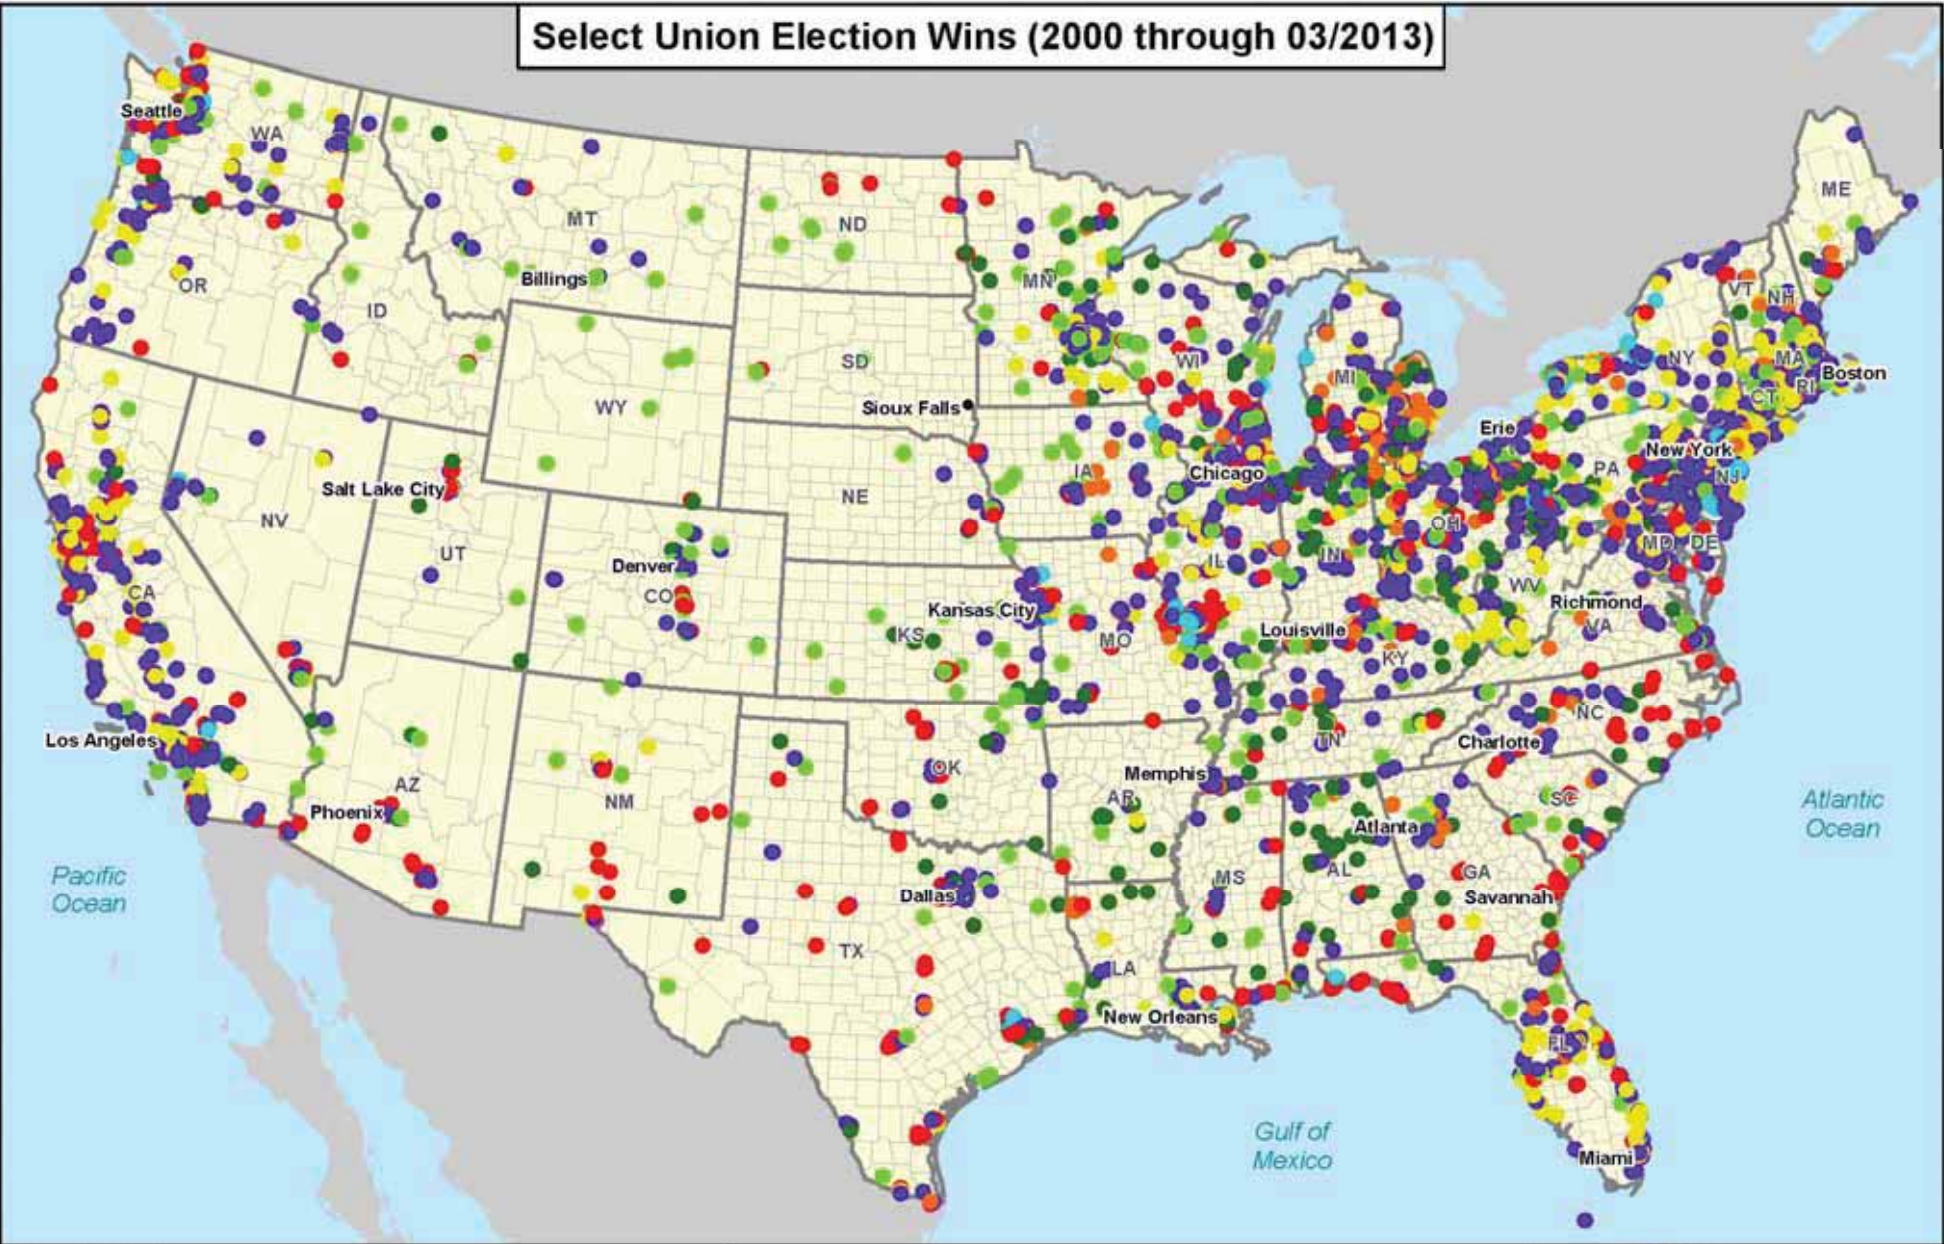 Select Union Election Wins (2000 through 03/2013)
Seattle
WA
ME
MT
ND
Billings
MN
OR
VT
NH
ID
SD
WI
MI
NY
MA
Boston
RI
CT
WY
Sioux Falls
Erie
New York
IA
PA
NJ
Chicago
Salt Lake City
NE
NV
OH
UT
MD
DE
IN
IL
Denver
WV
CO
CA
Kansas City
Richmond
VA
KS
MO
Louisville
KY
NC
Los Angeles
TN
Charlotte
OK
Memphis
AZ
AR
NM
SC
Atlantic
Ocean
Phoenix
Atlanta
AL
GA
MS
Pacific
Ocean
Dallas
Savannah
TX
LA
New Orleans
FL
Gulf of
Mexico
Miami